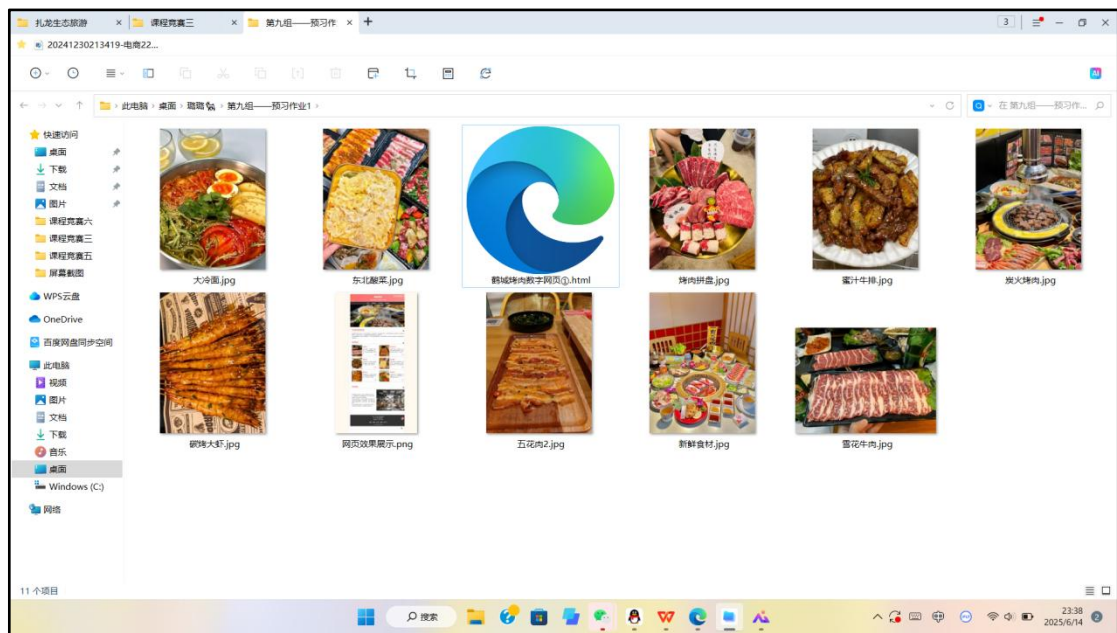 扎龙生态旅游
课程竞赛三
第九组——预习作
3
20241230213419-电商22...
此电脑 > 桌面 > 璐璐 > 第九组——预习作业1 >
在 第九组——预习作...
快速访问
桌面
下载
文档
图片
课程竞赛六
课程竞赛三
课程竞赛五
屏幕截图
WPS云盘
OneDrive
百度网盘同步空间
此电脑
视频
图片
文档
下载
音乐
桌面
Windows (C:)
网络
大冷面.jpg
东北酸菜.jpg
鹤城烤肉数字网页①.html
烤肉拼盘.jpg
蜜汁牛排.jpg
炭火烤肉.jpg
碳烤大虾.jpg
网页效果展示.png
五花肉2.jpg
新鲜食材.jpg
雪花牛肉.jpg
11 个项目
搜索
中
23:38
2025/6/14
2